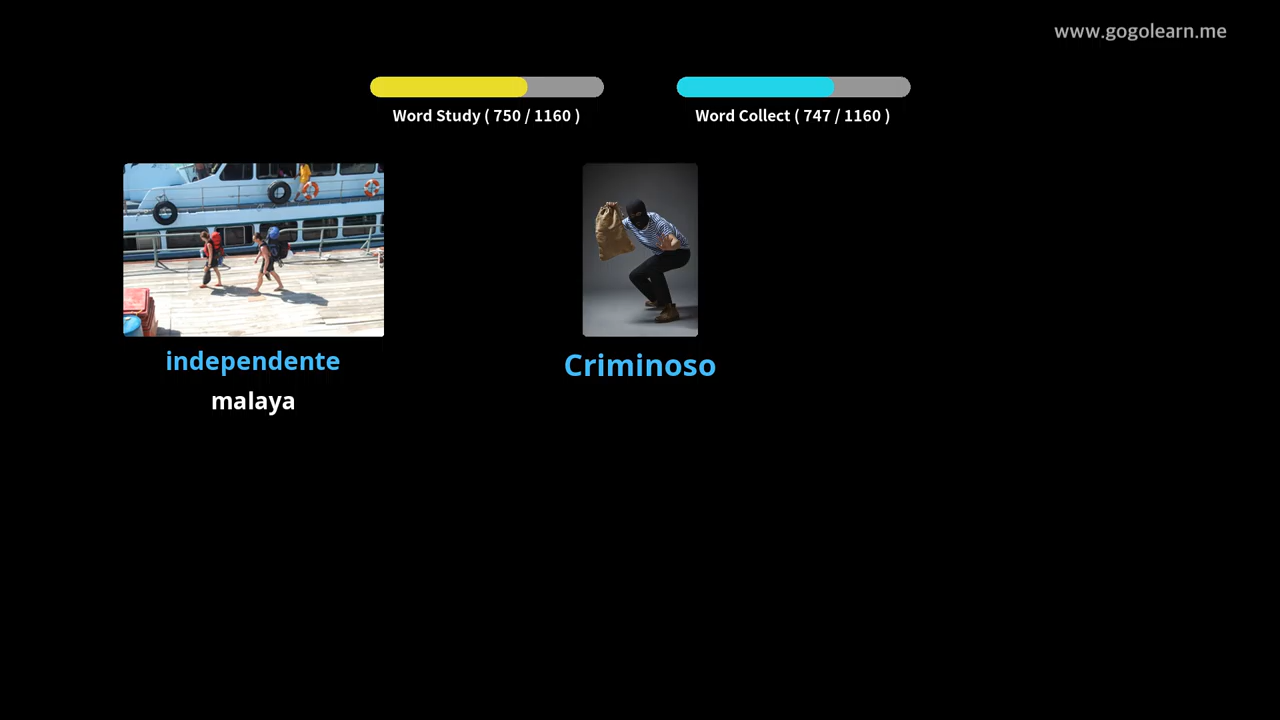 www.gogolearn.me
Word Study ( 750 / 1160 )
Word Collect ( 747 / 1160 )
independente
malaya
Criminoso